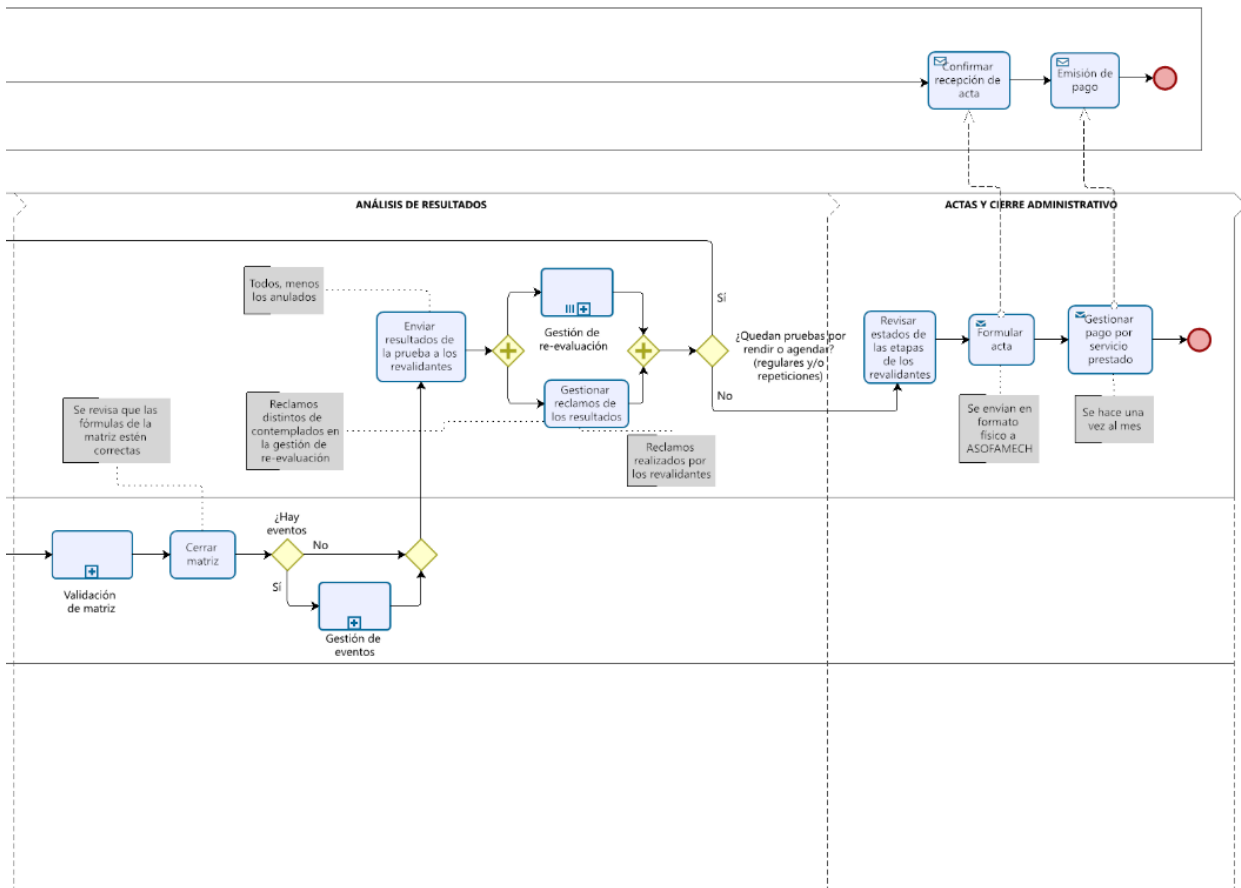 Confirmar
recepción de
acta
Emisión de
pago
ANÁLISIS DE RESULTADOS
ACTAS Y CIERRE ADMINISTRATIVO
Todos, menos
los anulados
Enviar
resultados de
la prueba a los
revalidantes
Gestión de
re-evaluación
Gestionar
reclamos de
los resultados
Sí
¿Quedan pruebas por
rendir o agendar?
(regulares y/o
repeticiones)
No
Revisar
estados de
las etapas de
los
revalidantes
Formular
acta
Gestionar
pago por
servicio
prestado
Se revisa que las
fórmulas de la
matriz estén
correctas
Reclamos
distintos de
contemplados en
la gestión de
re-evaluación
Reclamos
realizados por
los revalidantes
Se envian en
formato
físico a
ASOFAMECH
Se hace una
vez al mes
Validación
de matriz
Cerrar
matriz
¿Hay
eventos
No
Sí
Gestión de
eventos